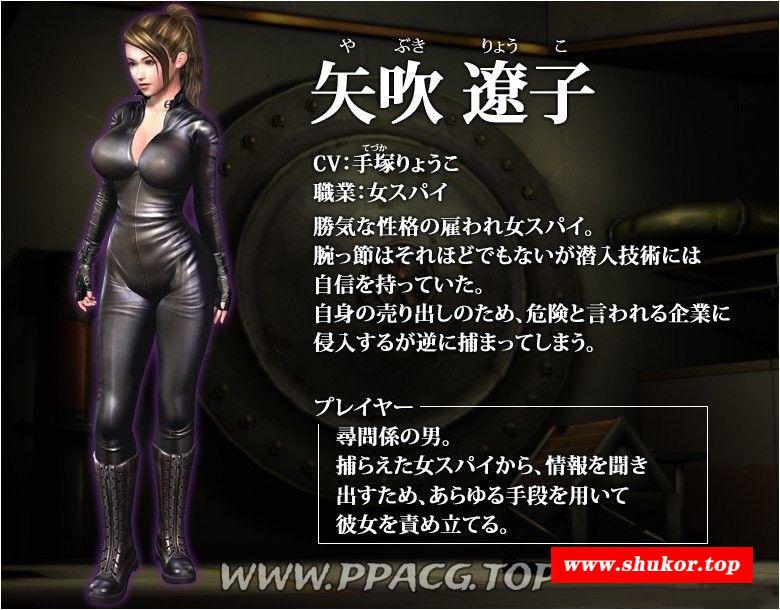 や ぶき りょう こ
矢吹 遼子
てづか
CV：手塚りょうこ
職業：女スパイ
勝気な性格の雇われ女スパイ。
腕っ節はそれほどでもないが潜入技術には
自信を持っていた。
自身の売り出しのため、危険と言われる企業に
侵入するが逆に捕まってしまう。
プレイヤー
尋問係の男。
捕らえた女スパイから、情報を聞き
出すため、あらゆる手段を用いて
彼女を責め立てる。
WWW.PPACG.TOP
www.shukor.top